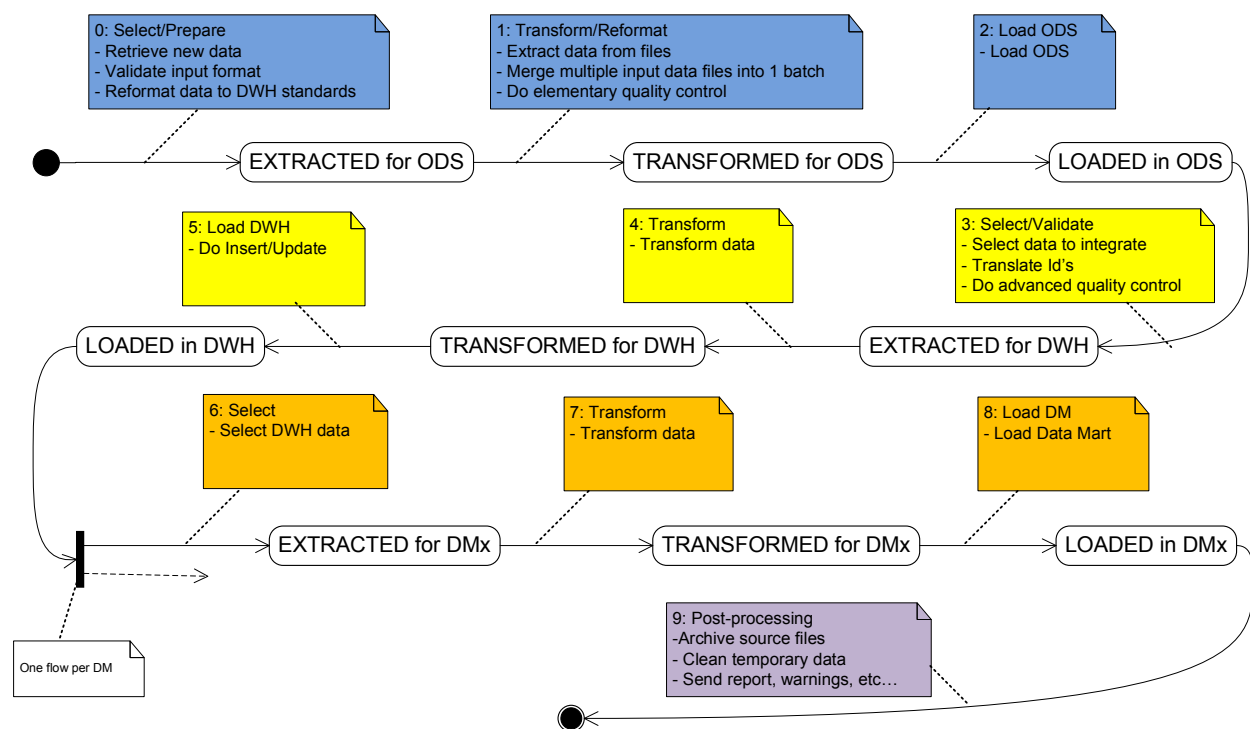 0: Select/Prepare
- Retrieve new data
- Validate input format
- Reformat data to DWH standards
1: Transform/Reformat
- Extract data from files
- Merge multiple input data files into 1 batch
- Do elementary quality control
2: Load ODS
- Load ODS
EXTRACTED for ODS
TRANSFORMED for ODS
LOADED in ODS
5: Load DWH
- Do Insert/Update
4: Transform
- Transform data
3: Select/Validate
- Select data to integrate
- Translate Id's
- Do advanced quality control
LOADED in DWH
TRANSFORMED for DWH
EXTRACTED for DWH
6: Select
- Select DWH data
7: Transform
- Transform data
8: Load DM
- Load Data Mart
EXTRACTED for DMx
TRANSFORMED for DMx
LOADED in DMx
One flow per DM
9: Post-processing
-Archive source files
- Clean temporary data
- Send report, warnings, etc…